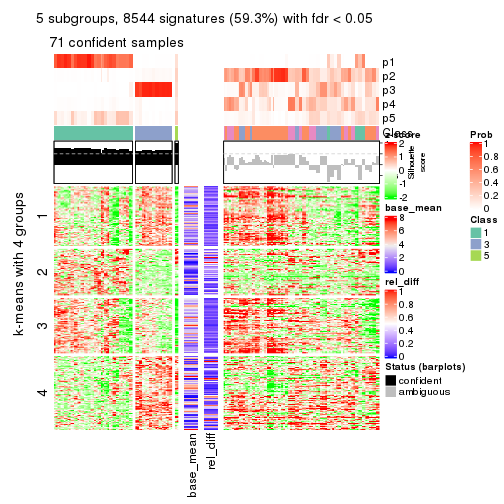 5 subgroups, 8544 signatures (59.3%) with fdr < 0.05
71 confident samples
p1
p2
p3
p4
p5
Class
1
2
3
4
k-means with 4 groups
base_mean
rel_diff
z-score
2
1
0
-1
-2
Silhouette
score
base_mean
8
6
4
2
0
rel_diff
1
0.8
0.6
0.4
0.2
0
Status (barplots)
confident
ambiguous
Prob
1
0.8
0.6
0.4
0.2
0
Class
1
3
5